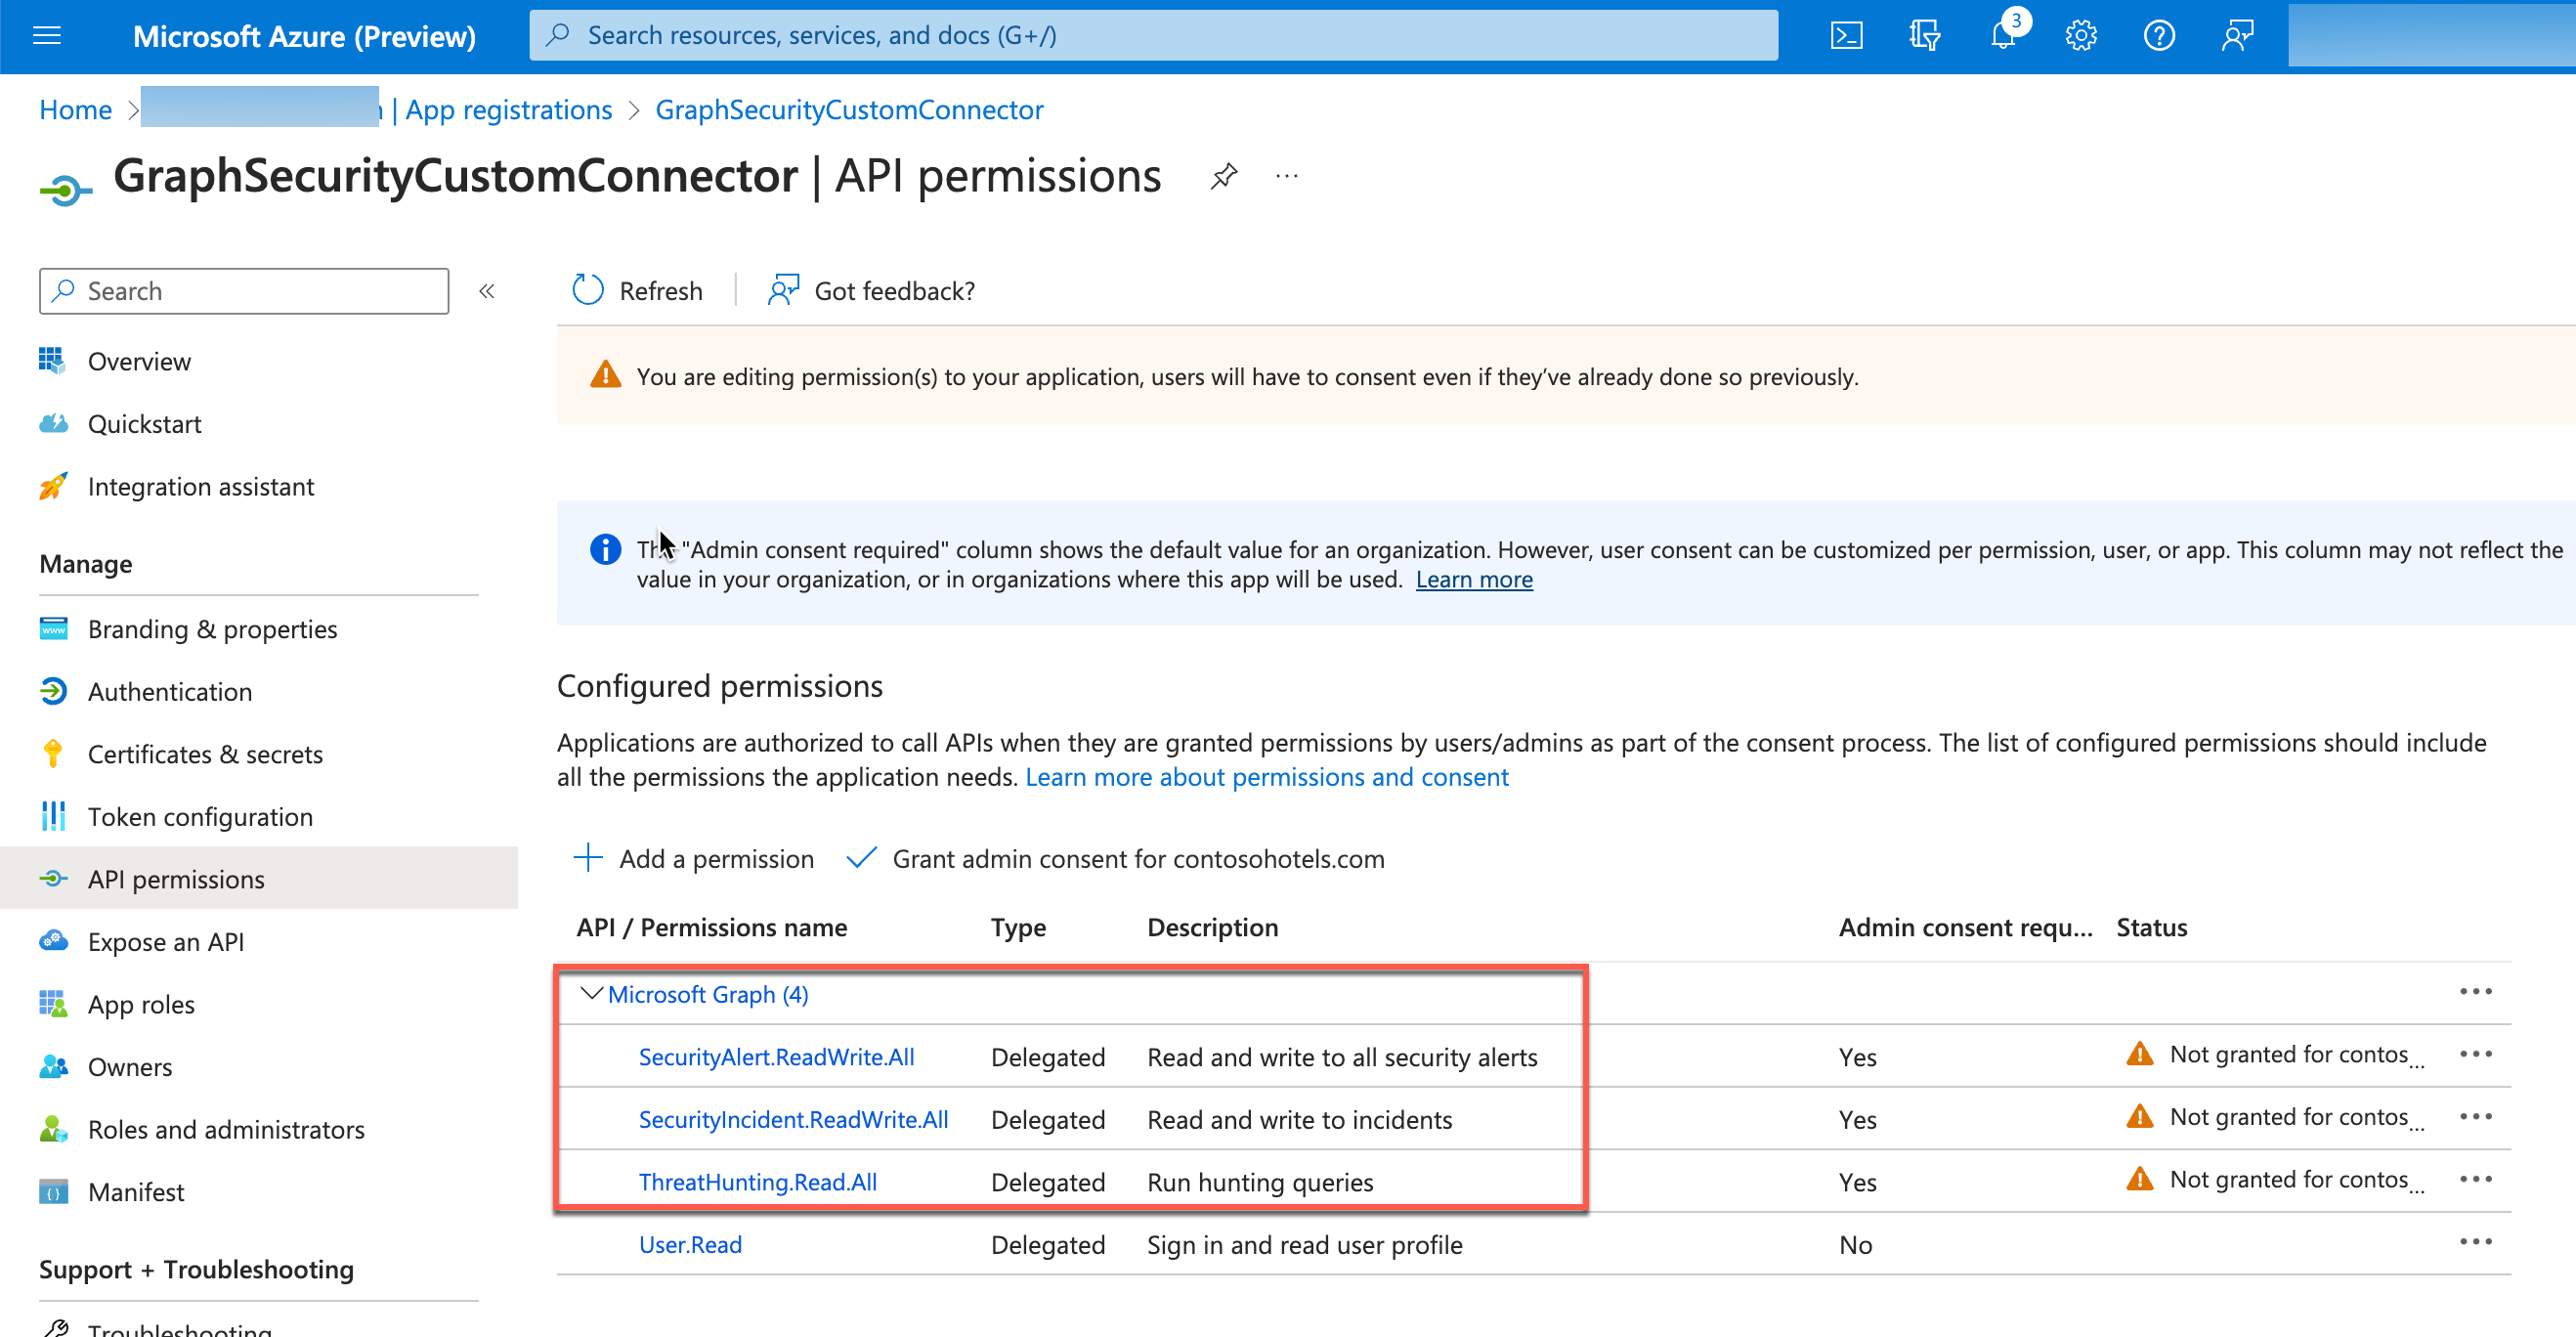 Microsoft Azure (Preview)
Search resources, services, and docs (G+/)
3
Home > | App registrations > GraphSecurityCustomConnector
GraphSecurityCustomConnector | API permissions
...
Search
«
Refresh
Got feedback?
Overview
Quickstart
Integration assistant
Manage
Branding & properties
Authentication
Certificates & secrets
Token configuration
API permissions
Expose an API
App roles
Owners
Roles and administrators
Manifest
Support + Troubleshooting
Troubleshooting
You are editing permission(s) to your application, users will have to consent even if they've already done so previously.
"Admin consent required" column shows the default value for an organization. However, user consent can be customized per permission, user, or app. This column may not reflect the
value in your organization, or in organizations where this app will be used. Learn more
Configured permissions
Applications are authorized to call APIs when they are granted permissions by users/admins as part of the consent process. The list of configured permissions should include
all the permissions the application needs. Learn more about permissions and consent
Add a permission
Grant admin consent for contosohotels.com
API / Permissions name Type Description Admin consent requ... Status
Microsoft Graph (4)
SecurityAlert.ReadWrite.All Delegated Read and write to all security alerts Yes Not granted for contos...
SecurityIncident.ReadWrite.All Delegated Read and write to incidents Yes Not granted for contos...
ThreatHunting.Read.All Delegated Run hunting queries Yes Not granted for contos...
User.Read Delegated Sign in and read user profile No